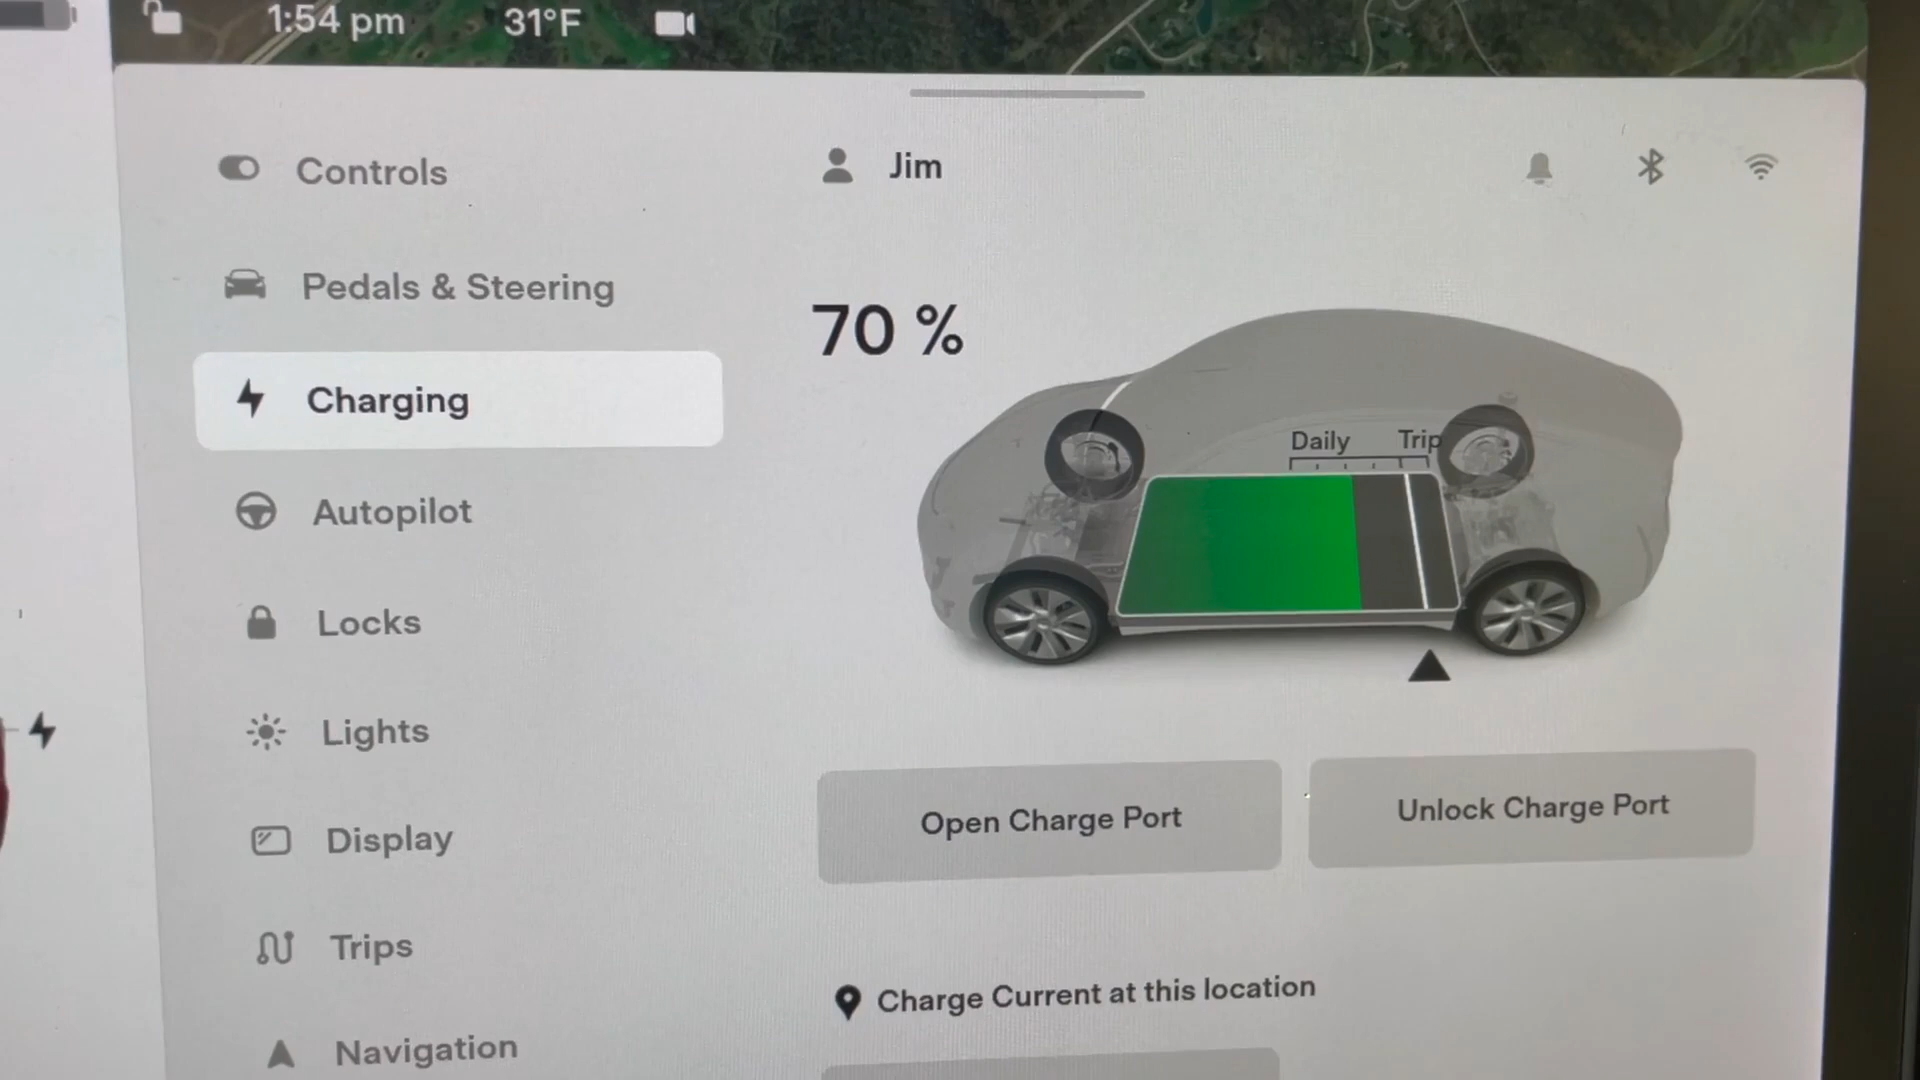 1:54 pm 31°F
Controls
Jim
Pedals & Steering
70 %
Charging
Daily Trip
Autopilot
Locks
Lights
Open Charge Port
Unlock Charge Port
Display
Trips
Charge Current at this location
Navigation